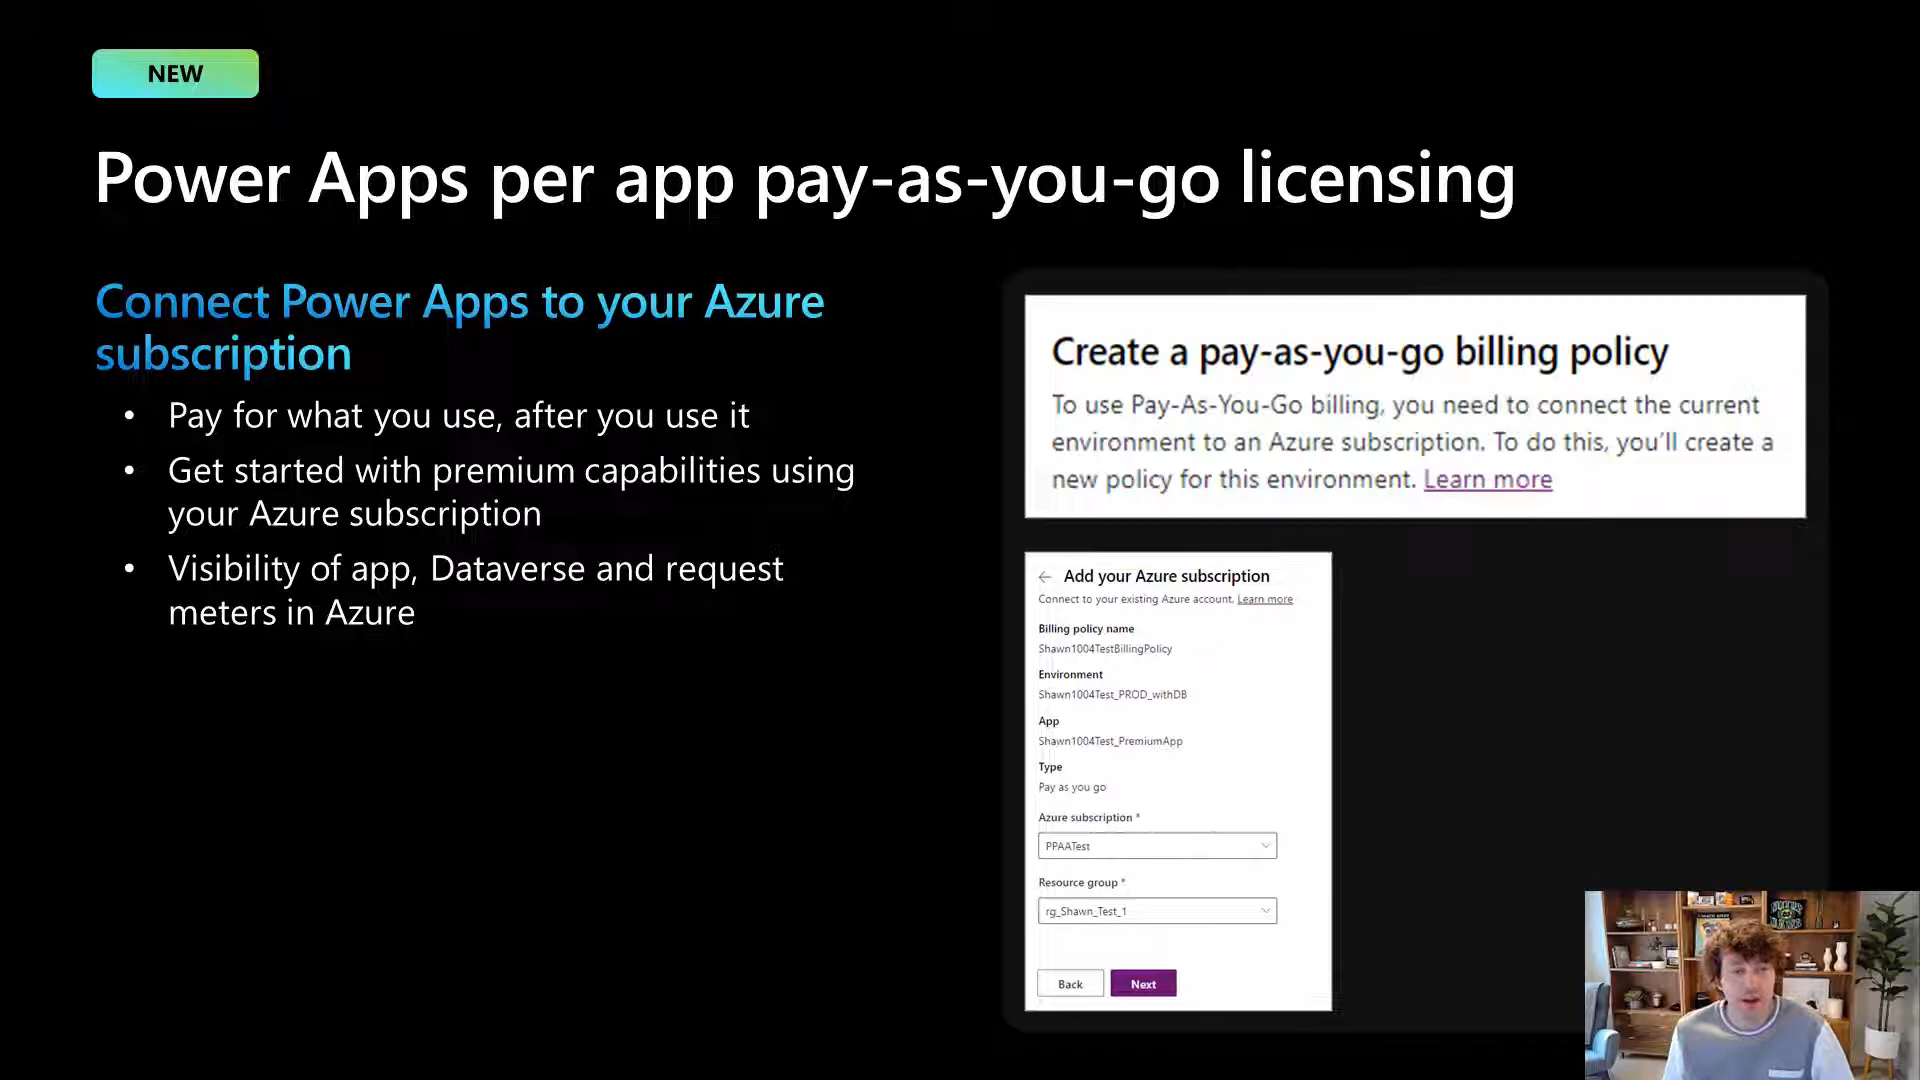 NEW
Power Apps per app pay-as-you-go licensing
Connect Power Apps to your Azure
subscription
• Pay for what you use, after you use it
• Get started with premium capabilities using
your Azure subscription
• Visibility of app, Dataverse and request
meters in Azure
Create a pay-as-you-go billing policy
To use Pay-As-You-Go billing, you need to connect the current
environment to an Azure subscription. To do this, you'll create a
new policy for this environment. Learn more
Add your Azure subscription
Connect to your existing Azure account. Learn more
Billing policy name
Shawn1004TestBillingPolicy
Environment
Shawn1004Test_PROD_withDB
App
Shawn1004Test_PremiumApp
Type
Pay as you go
Azure subscription *
PPAATest
Resource group *
rg_Shawn_Test_1
Back
Next